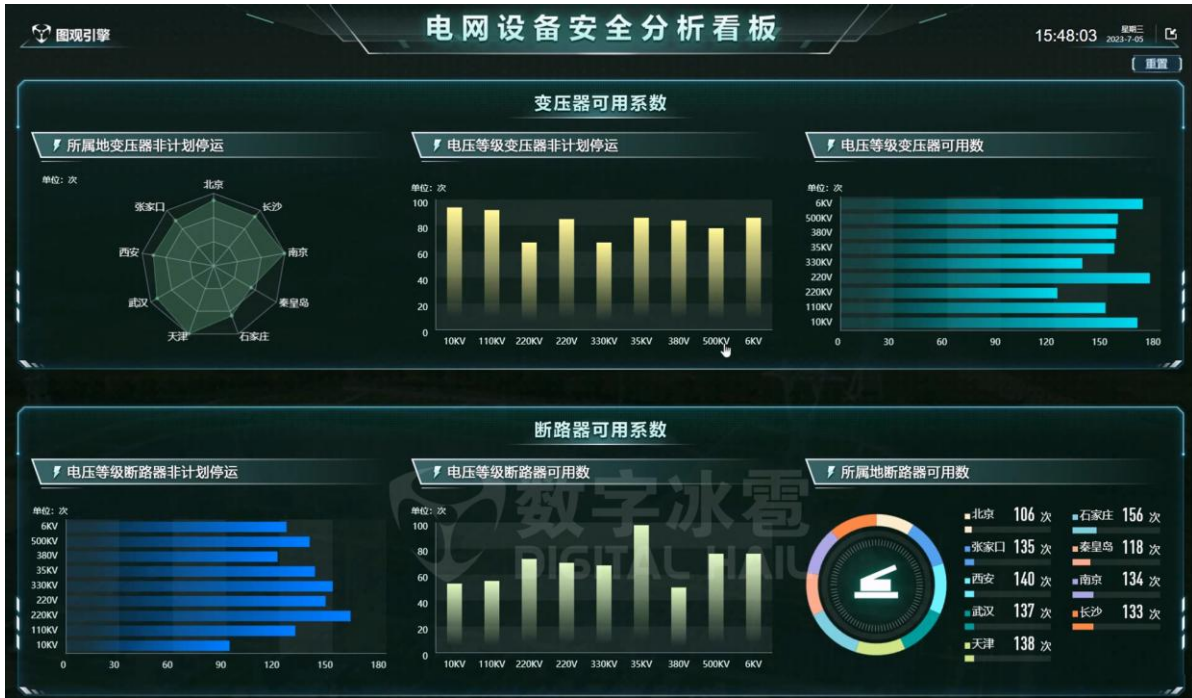 图观引擎
电网设备安全分析看板
15:48:03
星期三
2023-7-05
重置
变压器可用系数
所属地变压器非计划停运
单位：次
北京
长沙
南京
秦皇岛
石家庄
天津
武汉
西安
张家口
电压等级变压器非计划停运
单位：次
100
80
60
40
20
0
10KV 110KV 220KV 220V 330KV 35KV 380V 500KV 6KV
电压等级变压器可用数
单位：次
6KV
500KV
380V
35KV
330KV
220V
220KV
110KV
10KV
0 30 60 90 120 150 180
断路器可用系数
电压等级断路器非计划停运
单位：次
6KV
500KV
380V
35KV
330KV
220V
220KV
110KV
10KV
0 30 60 90 120 150 180
电压等级断路器可用数
单位：次
100
80
60
40
20
0
10KV 110KV 220KV 220V 330KV 35KV 380V 500KV 6KV
数字冰雹
DIGITAL HAIL
所属地断路器可用数
北京 106 次
石家庄 156 次
张家口 135 次
秦皇岛 118 次
西安 140 次
南京 134 次
武汉 137 次
长沙 133 次
天津 138 次